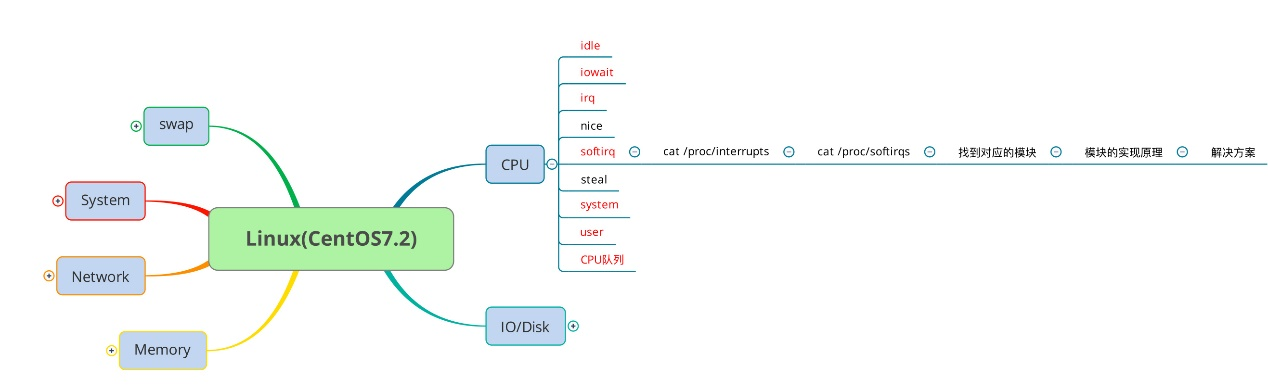 Linux(CentOS7.2)
swap
System
Network
Memory
CPU
idle
iowait
irq
nice
softirq
cat /proc/interrupts
cat /proc/softirqs
找到对应的模块
模块的实现原理
解决方案
steal
system
user
CPU队列
IO/Disk